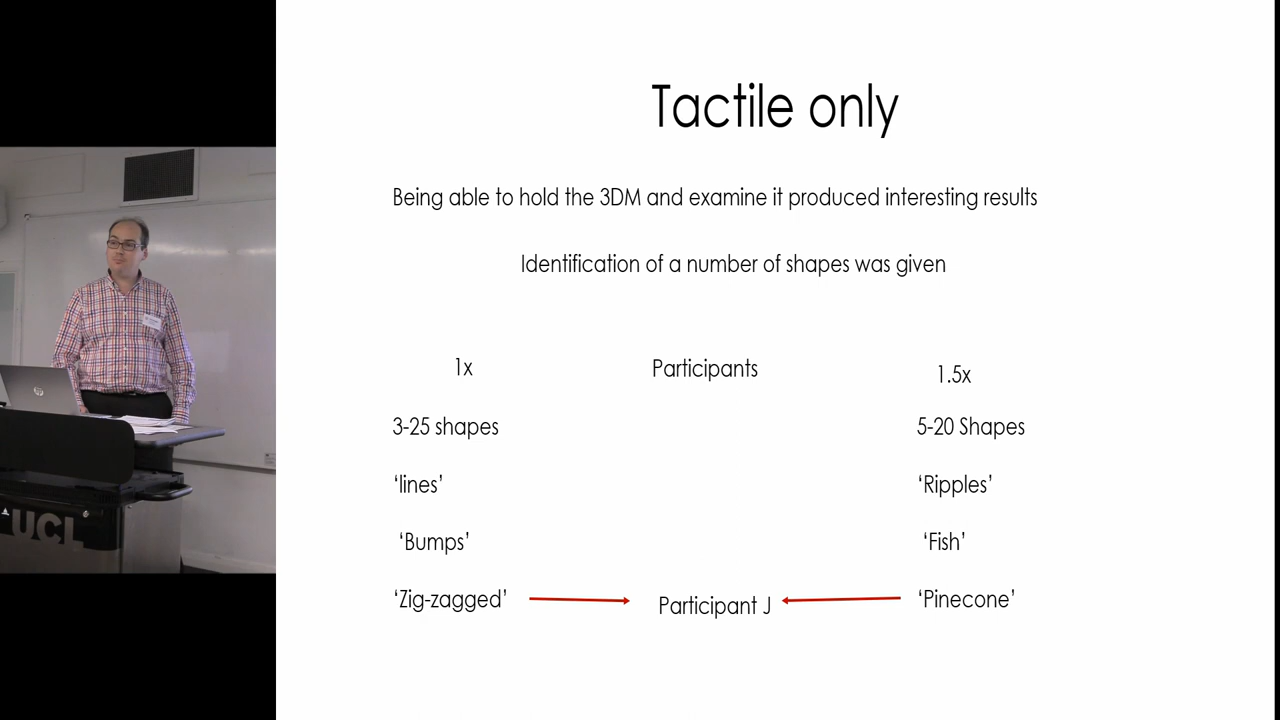 Tactile only
Being able to hold the 3DM and examine it produced interesting results
Identification of a number of shapes was given
1x Participants 1.5x
3-25 shapes 5-20 Shapes
‘lines’ ‘Ripples’
‘Bumps’ ‘Fish’
‘Zig-zagged’ Participant J ‘Pinecone’
UCL